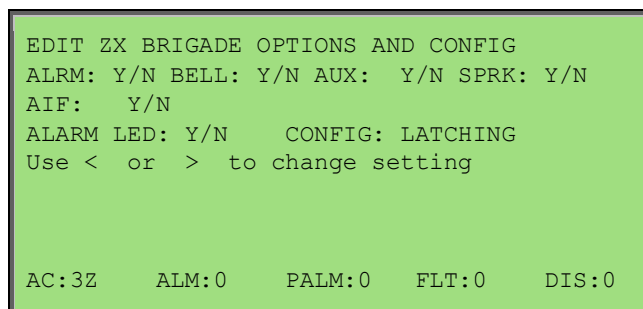 EDIT ZX BRIGADE OPTIONS AND CONFIG
ALRM: Y/N BELL: Y/N AUX: Y/N SPRK: Y/N
AIF: Y/N
ALARM LED: Y/N CONFIG: LATCHING
Use < or > to change setting
AC:3Z ALM:0 PALM:0 FLT:0 DIS:0